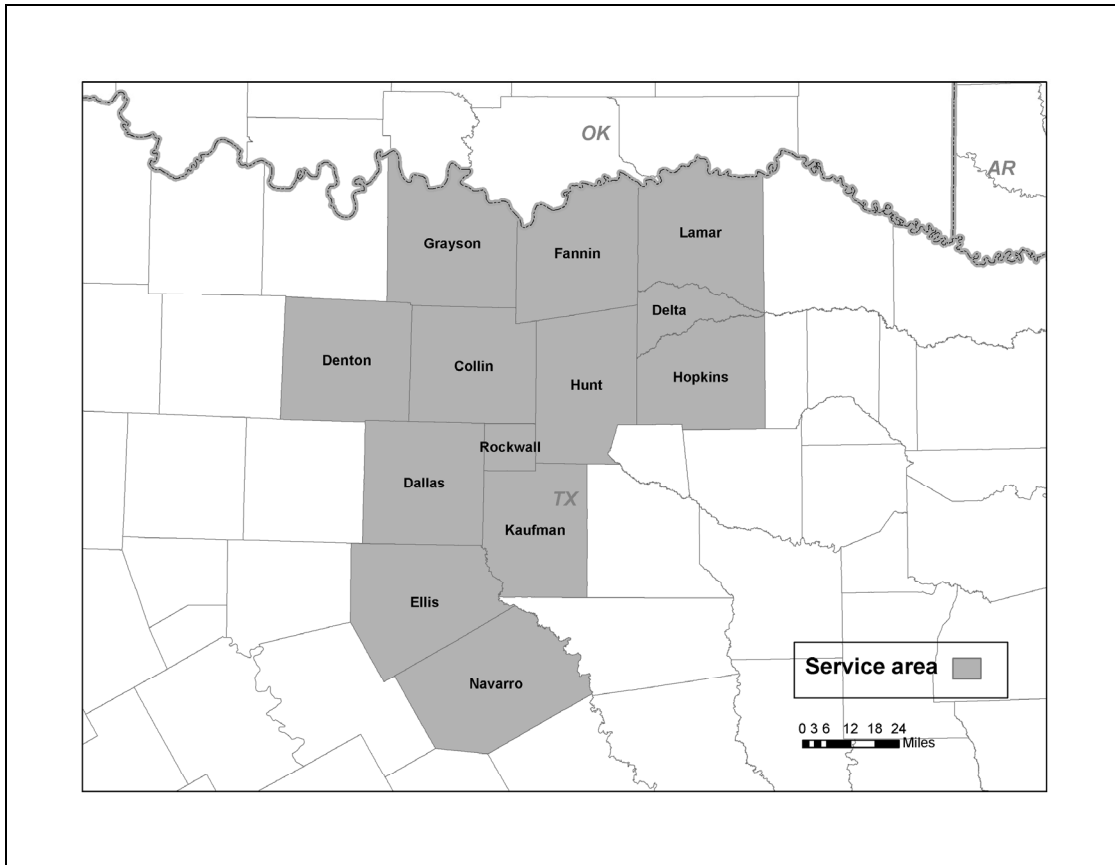 OK
AR
Lamar
Grayson
Fannin
Delta
Denton
Collin
Hunt
Hopkins
Rockwall
Dallas
TX
Kaufman
Ellis
Service area
Navarro
0 3 6 12 18 24
Miles